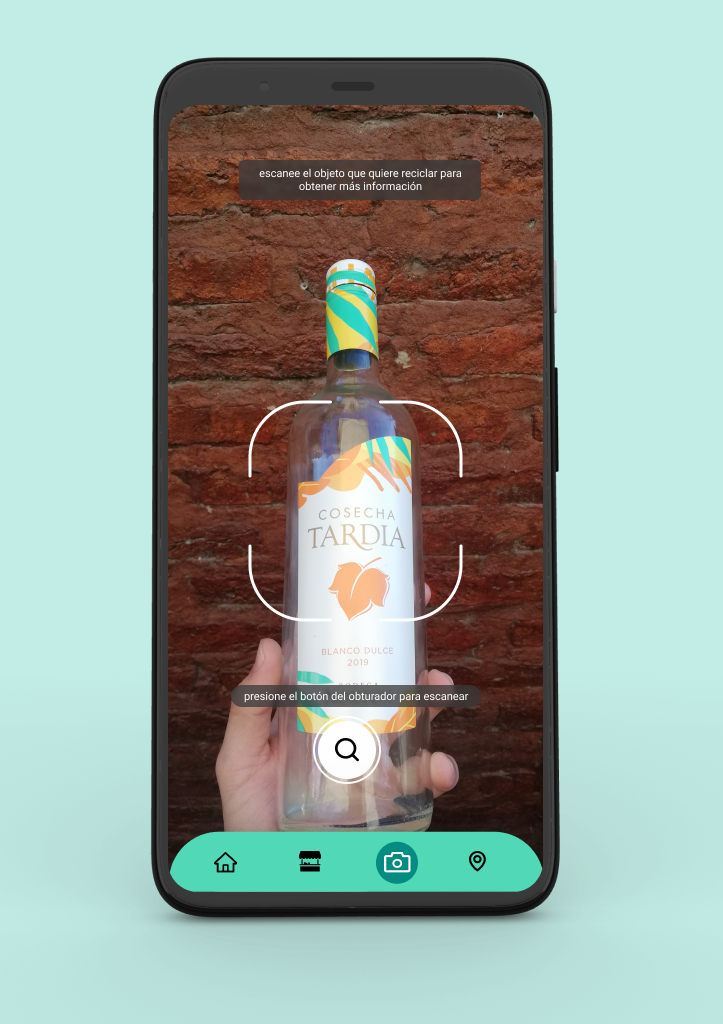 escanee el objeto que quiere reciclar para
obtener más información
COSECHA
TARDIA
BLANCO DULCE
2019
BODEGA
presione el botón del obturador para escanear